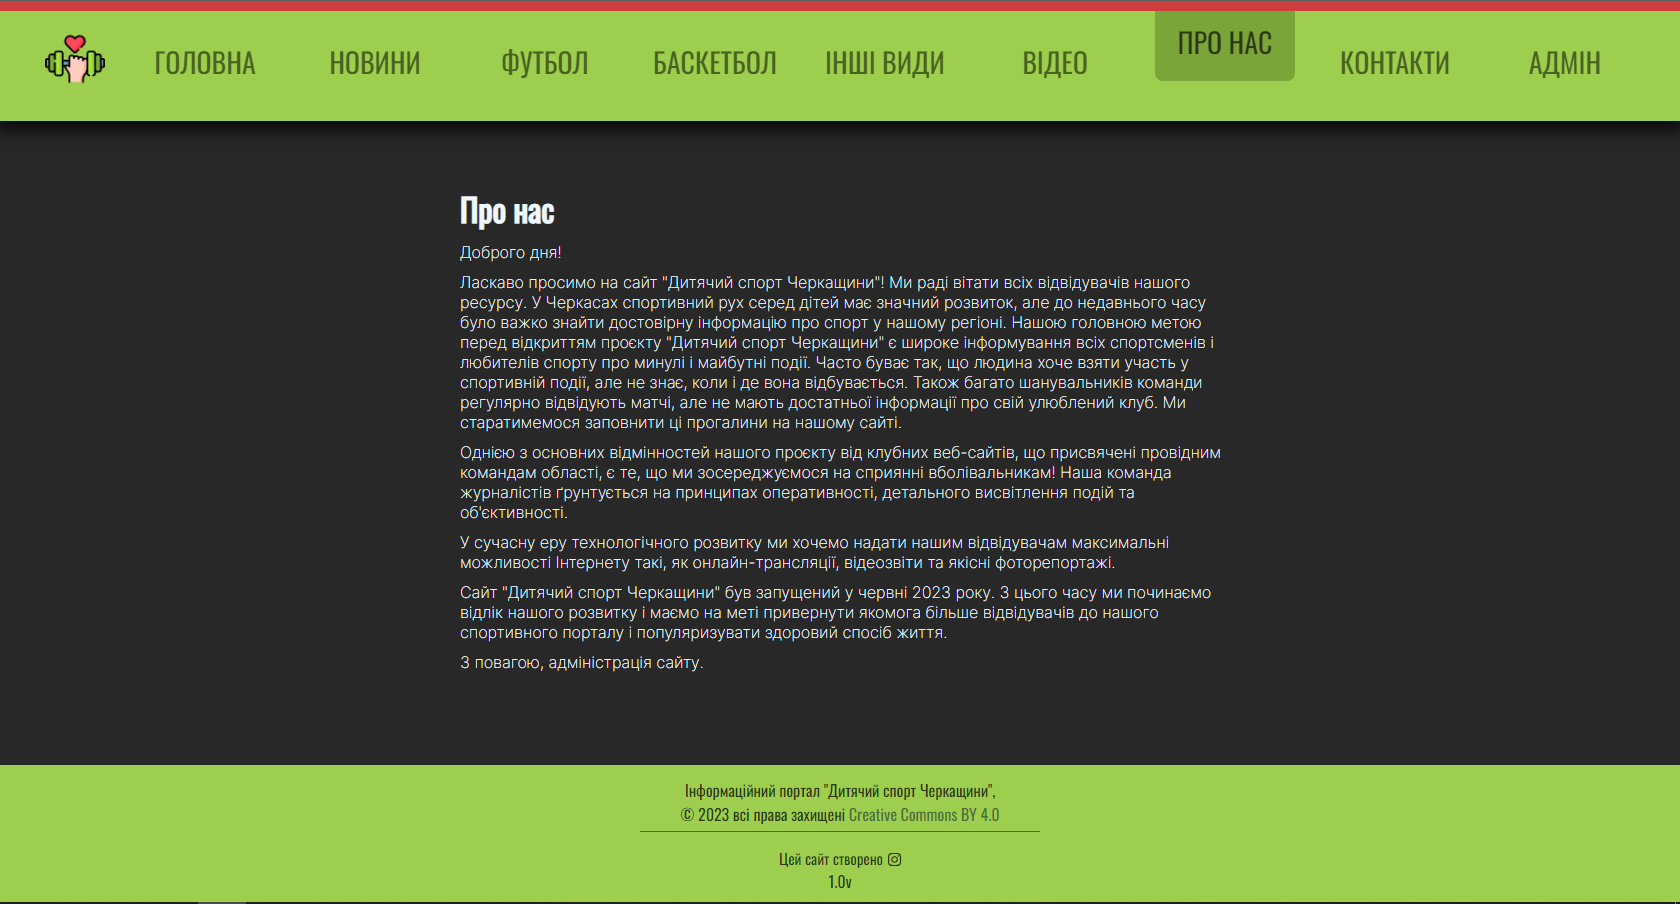 ГОЛОВНА НОВИНИ ФУТБОЛ БАСКЕТБОЛ ІНШІ ВИДИ ВІДЕО ПРО НАС КОНТАКТИ АДМІН
Про нас
Доброго дня!
Ласкаво просимо на сайт "Дитячий спорт Черкащини"! Ми раді вітати всіх відвідувачів нашого
ресурсу. У Черкасах спортивний рух серед дітей має значний розвиток, але до недавнього часу
було важко знайти достовірну інформацію про спорт у нашому регіоні. Нашою головною метою
перед відкриттям проєкту "Дитячий спорт Черкащини" є широке інформування всіх спортсменів і
любителів спорту про минулі і майбутні події. Часто буває так, що людина хоче взяти участь у
спортивній події, але не знає, коли і де вона відбувається. Також багато шанувальників команди
регулярно відвідують матчі, але не мають достатньої інформації про свій улюблений клуб. Ми
старатимемося заповнити ці прогалини на нашому сайті.
Однією з основних відмінностей нашого проєкту від клубних веб-сайтів, що присвячені провідним
командам області, є те, що ми зосереджуємося на сприянні вболівальникам! Наша команда
журналістів ґрунтується на принципах оперативності, детального висвітлення подій та
об'єктивності.
У сучасну еру технологічного розвитку ми хочемо надати нашим відвідувачам максимальні
можливості Інтернету такі, як онлайн-трансляції, відеозвіти та якісні фоторепортажі.
Сайт "Дитячий спорт Черкащини" був запущений у червні 2023 року. З цього часу ми починаємо
відлік нашого розвитку і маємо на меті привернути якомога більше відвідувачів до нашого
спортивного порталу і популяризувати здоровий спосіб життя.
З повагою, адміністрація сайту.
Інформаційний портал "Дитячий спорт Черкащини",
© 2023 всі права захищені Creative Commons BY 4.0
Цей сайт створено
1.0v